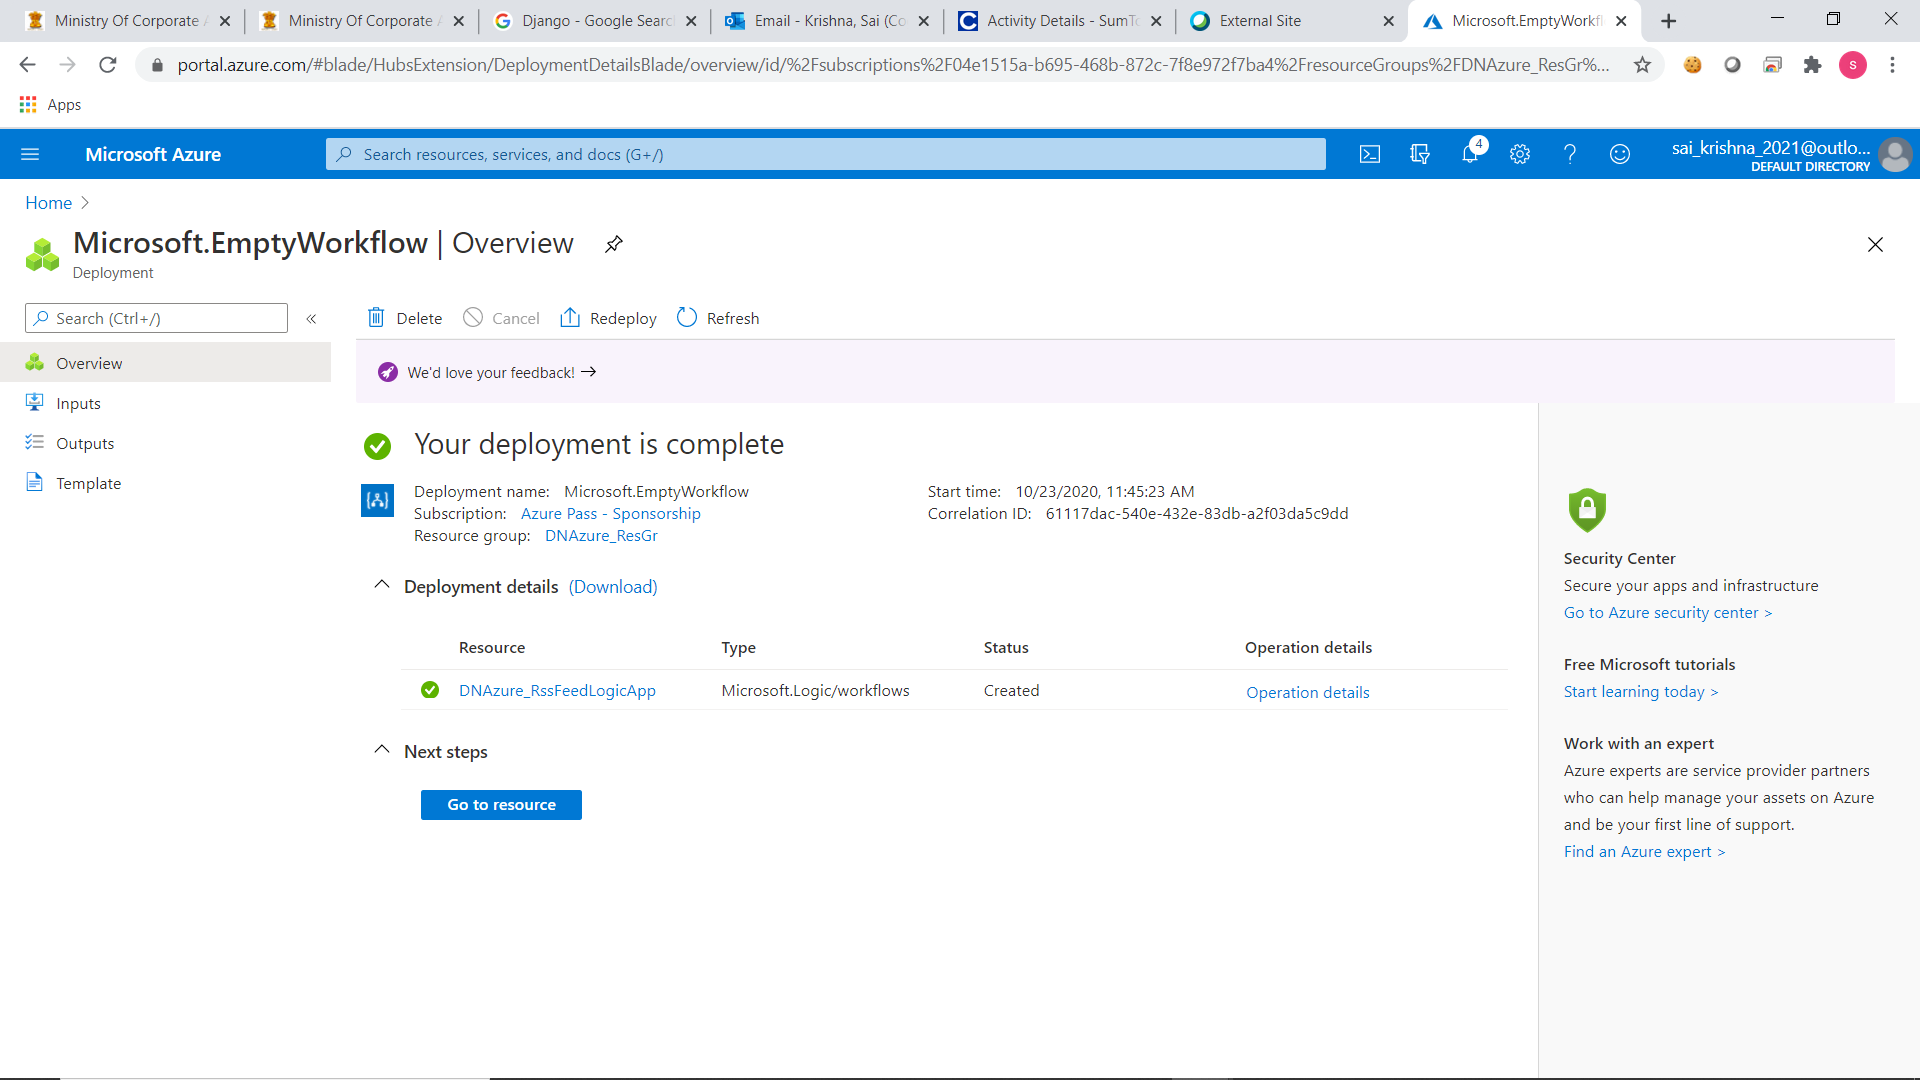 Ministry Of Corporate A
Ministry Of Corporate A
Django - Google Searc
Email - Krishna, Sai (Co
Activity Details - SumTo
External Site
Microsoft.EmptyWorkfl
portal.azure.com/#blade/HubsExtension/DeploymentDetailsBlade/overview/id/%2Fsubscriptions%2F04e1515a-b695-468b-872c-7f8e972f7ba4%2FresourceGroups%2FDNAzure_ResGr%...
S
Apps
Microsoft Azure
Search resources, services, and docs (G+/)
4
sai_krishna_2021@outlo...
DEFAULT DIRECTORY
Home
Microsoft.EmptyWorkflow | Overview
Deployment
Search (Ctrl+/)
Delete
Cancel
Redeploy
Refresh
Overview
Inputs
Outputs
Template
We'd love your feedback! →
Your deployment is complete
Deployment name: Microsoft.EmptyWorkflow
Subscription: Azure Pass - Sponsorship
Resource group: DNAzure_ResGr
Start time: 10/23/2020, 11:45:23 AM
Correlation ID: 61117dac-540e-432e-83db-a2f03da5c9dd
Deployment details (Download)
Resource Type Status Operation details
DNAzure_RssFeedLogicApp Microsoft.Logic/workflows Created Operation details
Next steps
Go to resource
Security Center
Secure your apps and infrastructure
Go to Azure security center >
Free Microsoft tutorials
Start learning today >
Work with an expert
Azure experts are service provider partners
who can help manage your assets on Azure
and be your first line of support.
Find an Azure expert >